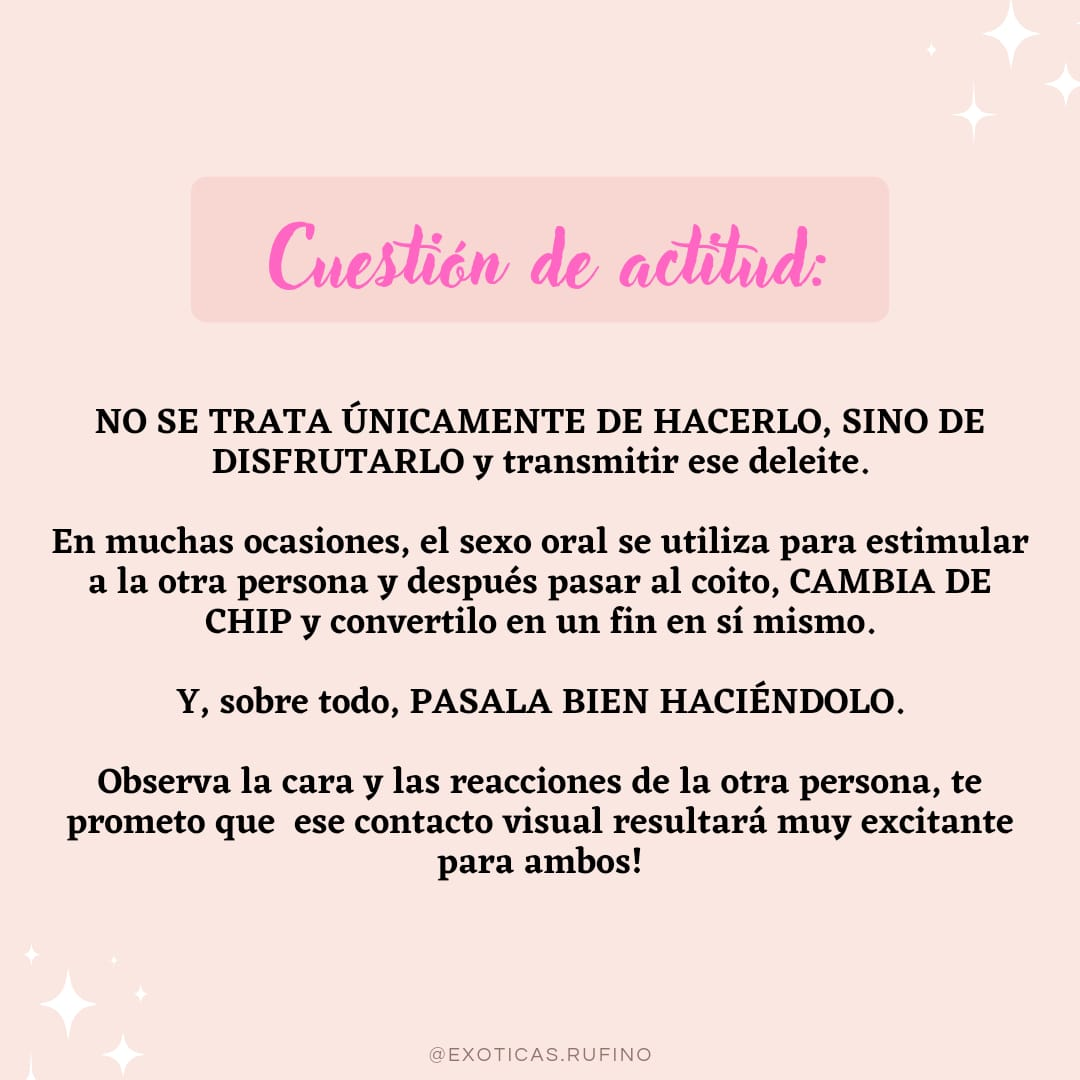 Cuestión de actitud:
NO SE TRATA ÚNICAMENTE DE HACERLO, SINO DE
DISFRUTARLO y transmitir ese deleite.
En muchas ocasiones, el sexo oral se utiliza para estimular
a la otra persona y después pasar al coito, CAMBIA DE
CHIP y convertilo en un fin en sí mismo.
Y, sobre todo, PASALA BIEN HACIÉNDOLO.
Observa la cara y las reacciones de la otra persona, te
prometo que  ese contacto visual resultará muy excitante
para ambos!
@EXOTICAS.RUFINO